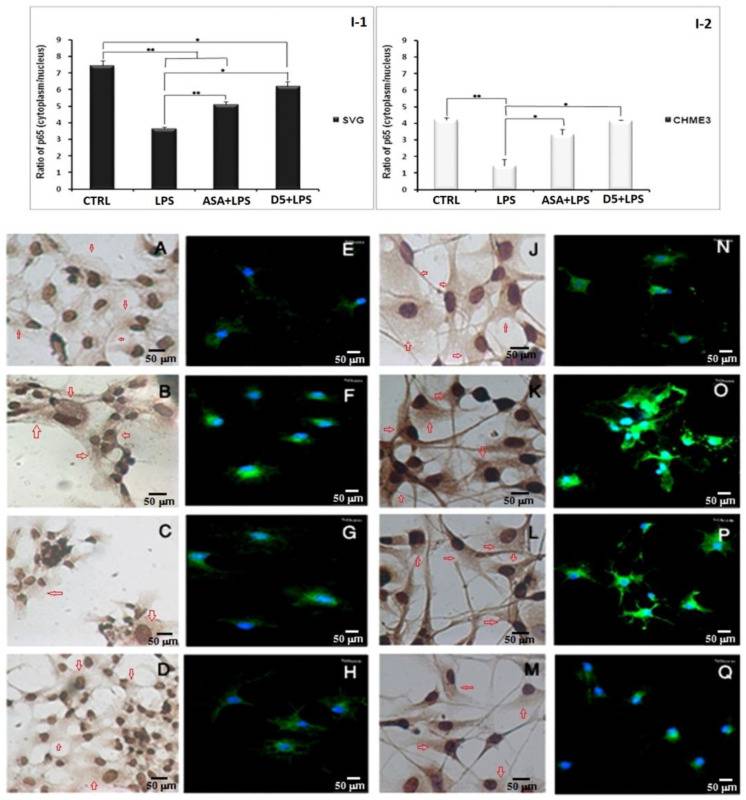 I-1
* 
**
*
**
Ratio of p65 (cytoplasm/nucleus)
9
8
7
6
5
4
3
2
1
0
SVG
CTRL LPS ASA+LPS D5+LPS
I-2
**
*
*
Ratio of p65 (cytoplasm/nucleus)
9
8
7
6
5
4
3
2
1
0
CHME3
CTRL LPS ASA+LPS D5+LPS
A
50 µm
E
50 µm
J
50 µm
N
50 µm
B
50 µm
F
50 µm
K
50 µm
O
50 µm
C
50 µm
G
50 µm
L
50 µm
P
50 µm
D
50 µm
H
50 µm
M
50 µm
Q
50 µm